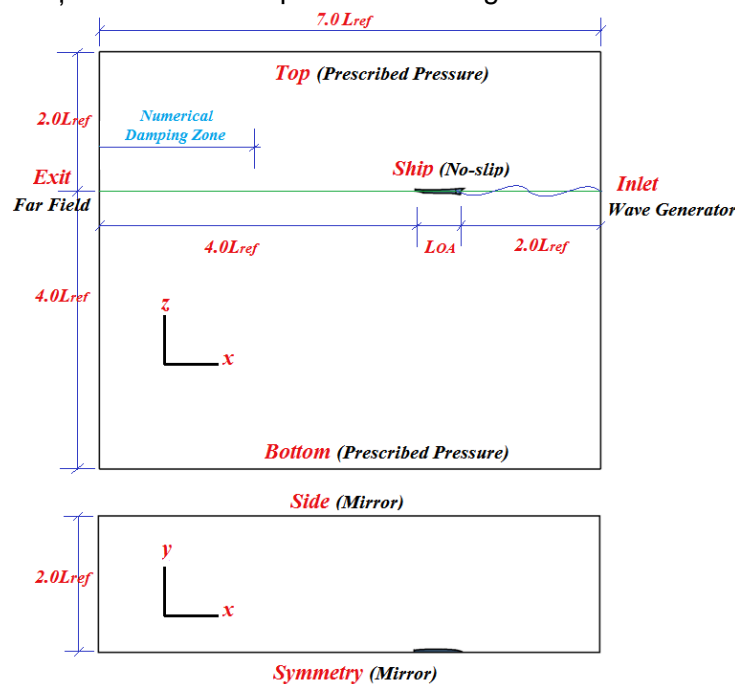 7.0 Lref
Top (Prescribed Pressure)
2.0Lref
Numerical
Damping Zone
Ship (No-slip)
Exit
Inlet
Far Field
Wave Generator
4.0Lref
LOA
2.0Lref
4.0Lref
z
x
Bottom (Prescribed Pressure)
Side (Mirror)
2.0Lref
y
x
Symmetry (Mirror)